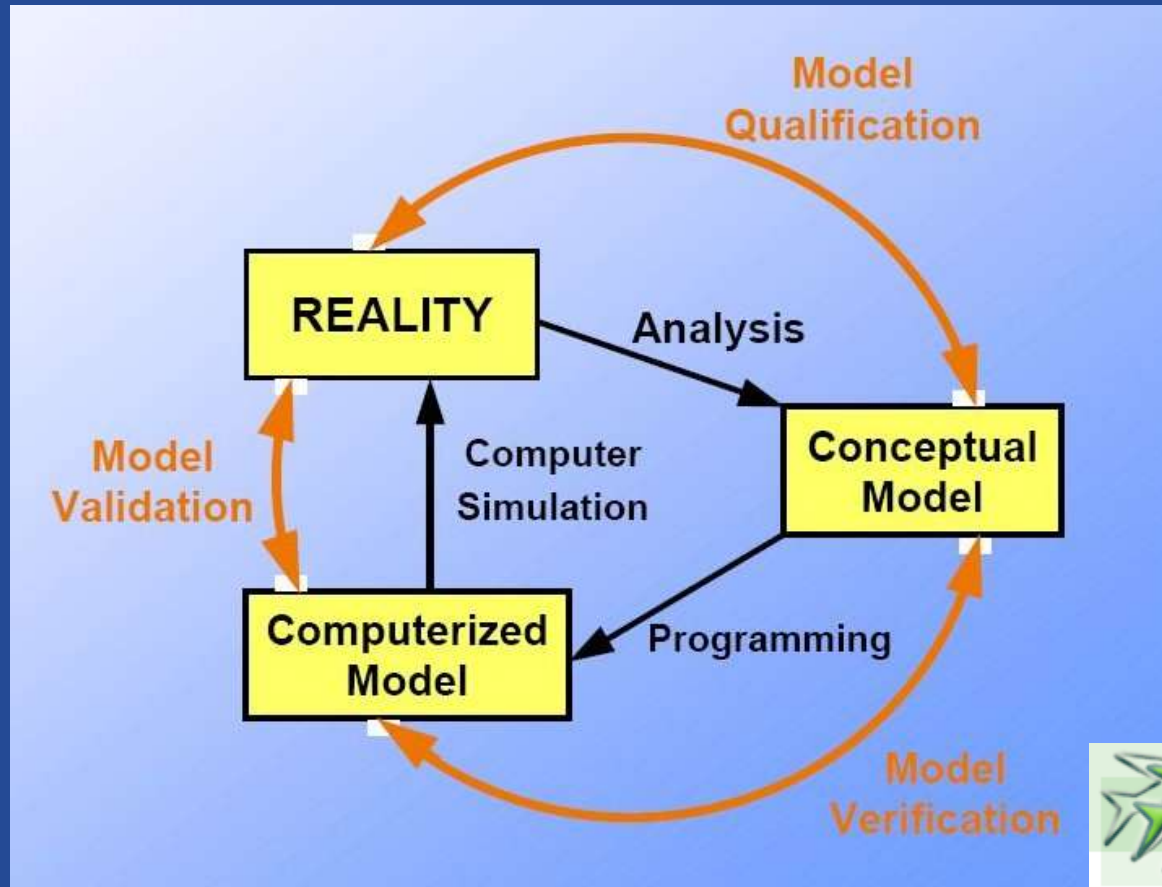 Model
Qualification
REALITY
Analysis
Conceptual
Model
Computer
Simulation
Model
Validation
Computerized
Model
Programming
Model
Verification